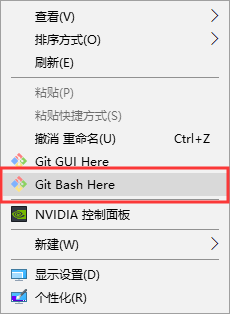 查看(V)
排序方式(O)
刷新(E)
粘贴(P)
粘贴快捷方式(S)
撤消 重命名(U) Ctrl+Z
Git GUI Here
Git Bash Here
NVIDIA 控制面板
新建(W)
显示设置(D)
个性化(R)